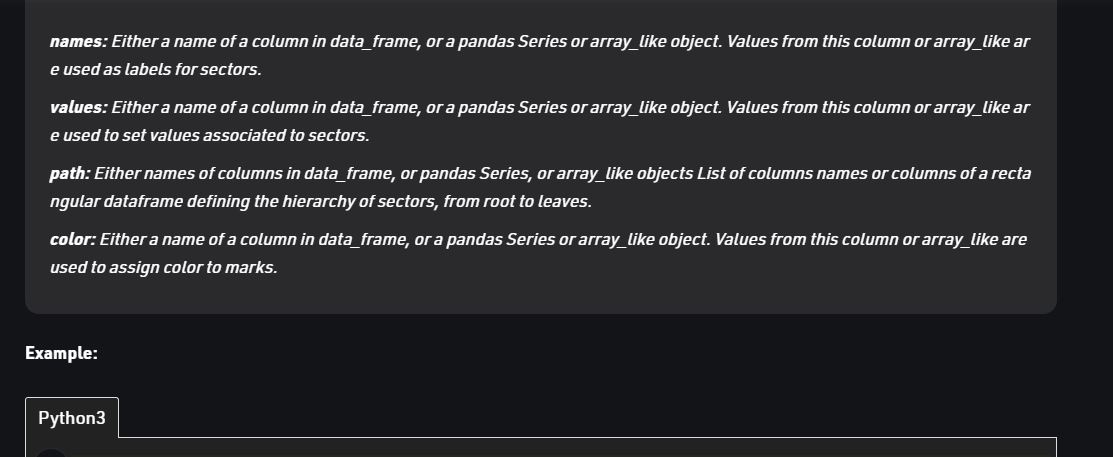 names: Either a name of a column in data_frame, or a pandas Series or array_like object. Values from this column or array_like ar
e used as labels for sectors.
values: Either a name of a column in data_frame, or a pandas Series or array_like object. Values from this column or array_like ar
e used to set values associated to sectors.
path: Either names of columns in data_frame, or pandas Series, or array_like objects List of columns names or columns of a recta
ngular dataframe defining the hierarchy of sectors, from root to leaves.
color: Either a name of a column in data_frame, or a pandas Series or array_like object. Values from this column or array_like are
used to assign color to marks.
Example:
Python3